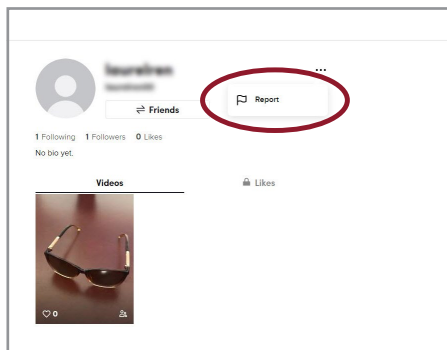 ...
Report
Friends
1 Following 1 Followers 0 Likes
No bio yet.
Videos Likes
0